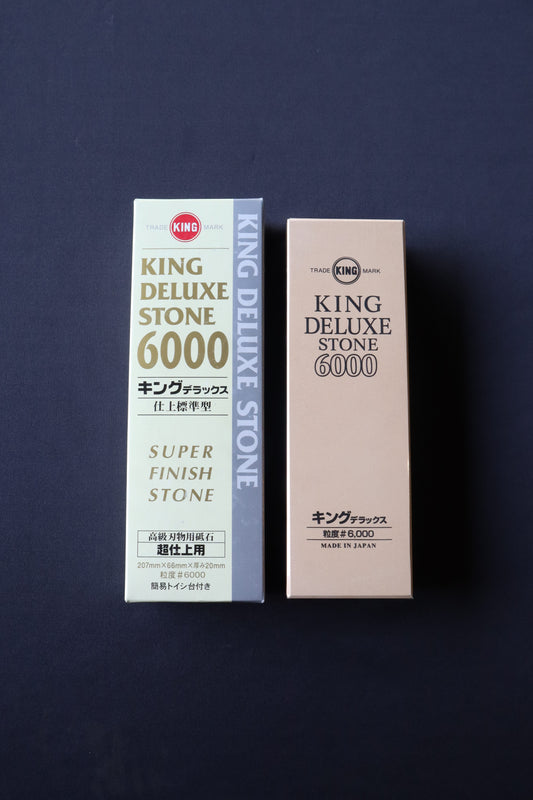 TRADE KING MARK
KING
DELUXE
STONE
6000
キングデラックス
仕上標準型
SUPER
FINISH
STONE
高級刃物用砥石
超仕上用
207mm×66mm×厚み20mm
粒度#6000
簡易トイシ台付き
KING DELUXE STONE
TRADE KING MARK
KING
DELUXE
STONE
6000
キングデラックス
粒度#6,000
MADE IN JAPAN